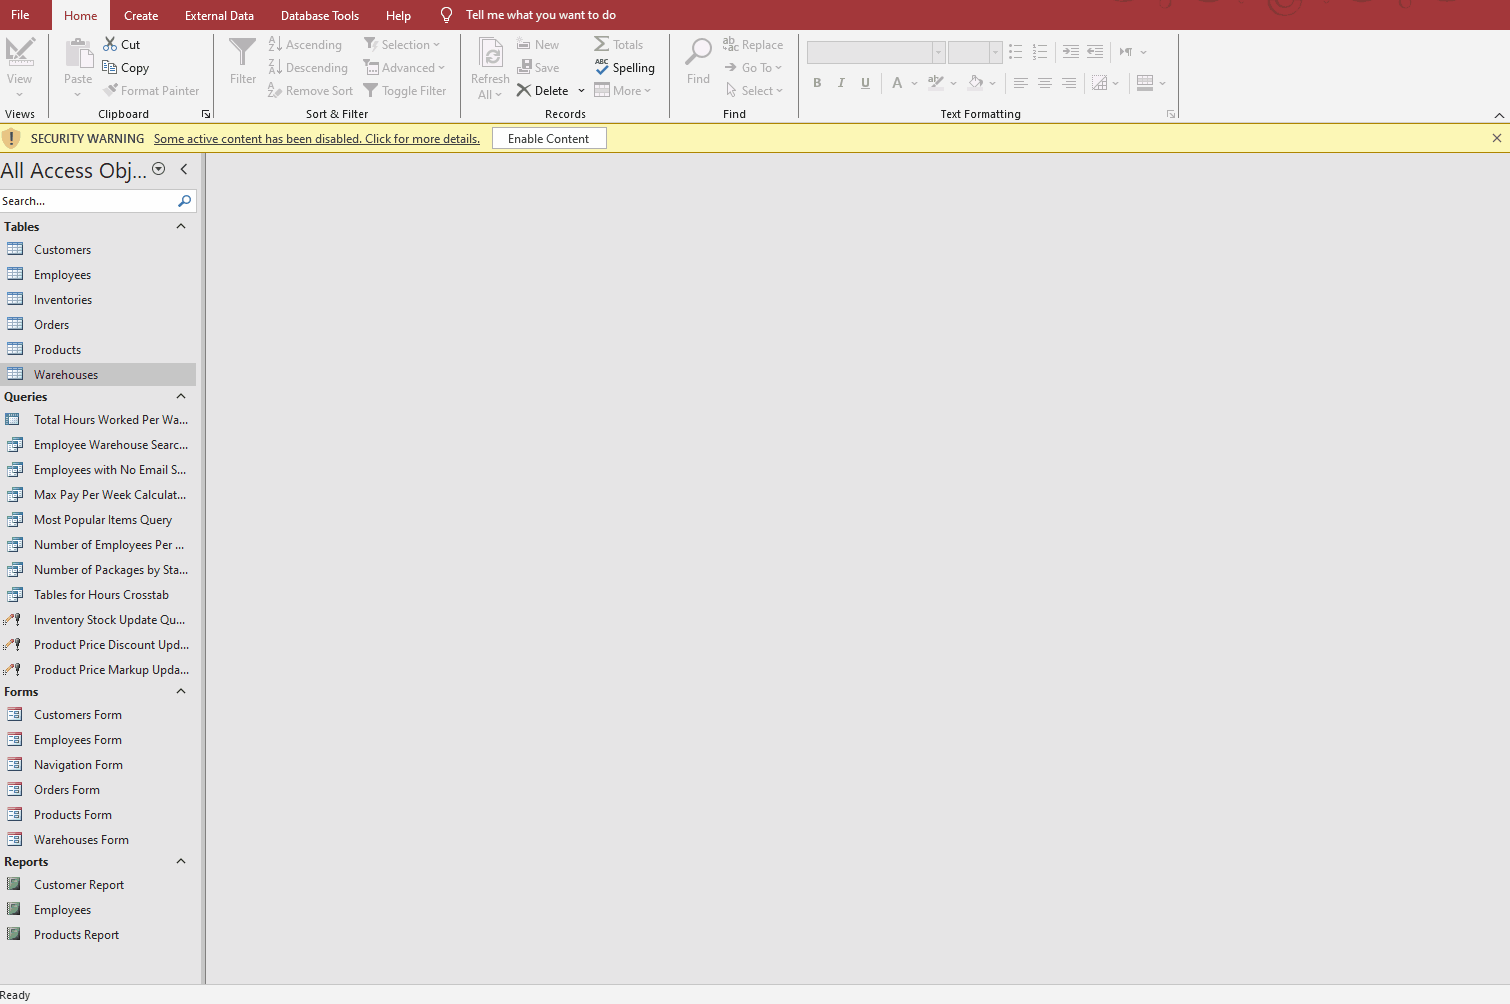 File Home Create External Data Database Tools Help Tell me what you want to do
View
Views
Paste
Cut
Copy
Format Painter
Clipboard
Filter
Ascending
Descending
Remove Sort
Selection
Advanced
Toggle Filter
Sort & Filter
Refresh
All
New
Save
Delete
Totals
Spelling
More
Records
Find
Replace
Go To
Select
Find
B I U A
Text Formatting
SECURITY WARNING Some active content has been disabled. Click for more details. Enable Content
All Access Obj...
Search...
Tables
Customers
Employees
Inventories
Orders
Products
Warehouses
Queries
Total Hours Worked Per Wa...
Employee Warehouse Searc...
Employees with No Email S...
Max Pay Per Week Calculat...
Most Popular Items Query
Number of Employees Per ...
Number of Packages by Sta...
Tables for Hours Crosstab
Inventory Stock Update Qu...
Product Price Discount Upd...
Product Price Markup Upda...
Forms
Customers Form
Employees Form
Navigation Form
Orders Form
Products Form
Warehouses Form
Reports
Customer Report
Employees
Products Report
Ready